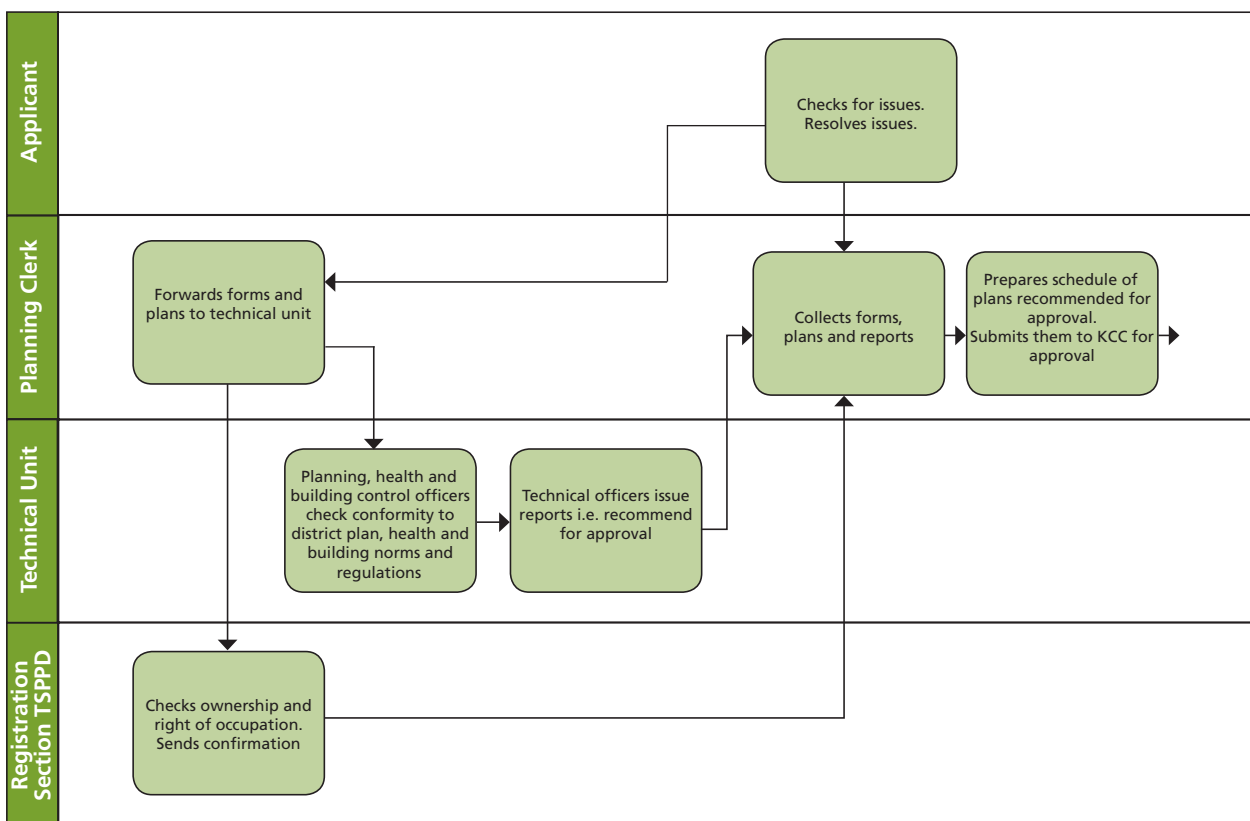 Applicant
Checks for issues.
Resolves issues.
Planning Clerk
Forwards forms and
plans to technical unit
Collects forms,
plans and reports
Prepares schedule of
plans recommended for
approval.
Submits them to KCC for
approval
Technical Unit
Planning, health and
building control officers
check conformity to
district plan, health and
building norms and
regulations
Technical officers issue
reports i.e. recommend
for approval
Registration
Section TSPPD
Checks ownership and
right of occupation.
Sends confirmation